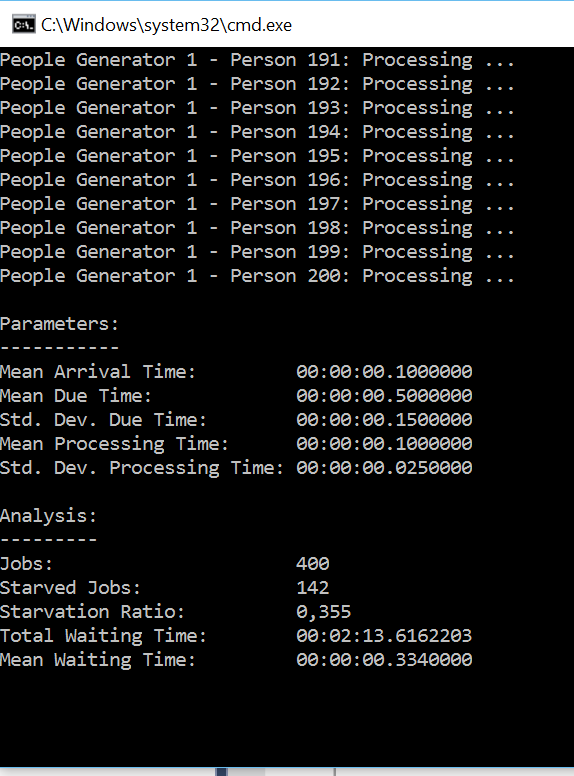 C:\Windows\system32\cmd.exe
People Generator 1 - Person 191: Processing ...
People Generator 1 - Person 192: Processing ...
People Generator 1 - Person 193: Processing ...
People Generator 1 - Person 194: Processing ...
People Generator 1 - Person 195: Processing ...
People Generator 1 - Person 196: Processing ...
People Generator 1 - Person 197: Processing ...
People Generator 1 - Person 198: Processing ...
People Generator 1 - Person 199: Processing ...
People Generator 1 - Person 200: Processing ...
Parameters:
-----------
Mean Arrival Time: 00:00:00.1000000
Mean Due Time: 00:00:00.5000000
Std. Dev. Due Time: 00:00:00.1500000
Mean Processing Time: 00:00:00.1000000
Std. Dev. Processing Time: 00:00:00.0250000
Analysis:
---------
Jobs: 400
Starved Jobs: 142
Starvation Ratio: 0,355
Total Waiting Time: 00:02:13.6162203
Mean Waiting Time: 00:00:00.3340000